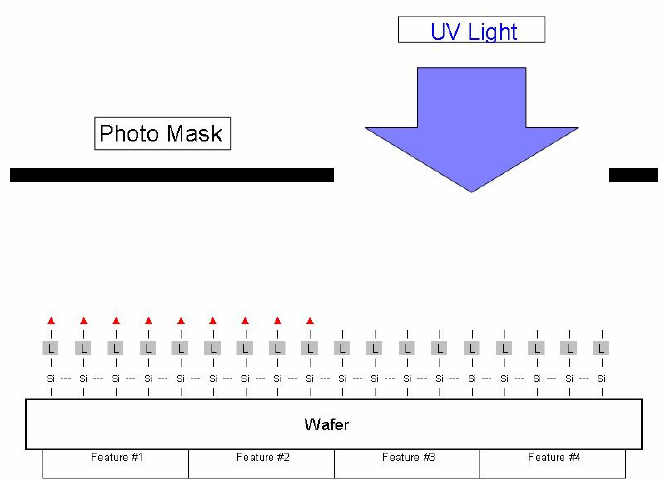 UV Light
Photo Mask
L L L L L L L L L L L L L L L L L L
Si --- Si --- Si --- Si --- Si --- Si --- Si --- Si --- Si --- Si --- Si --- Si --- Si --- Si --- Si --- Si --- Si --- Si
Wafer
Feature #1 Feature #2 Feature #3 Feature #4